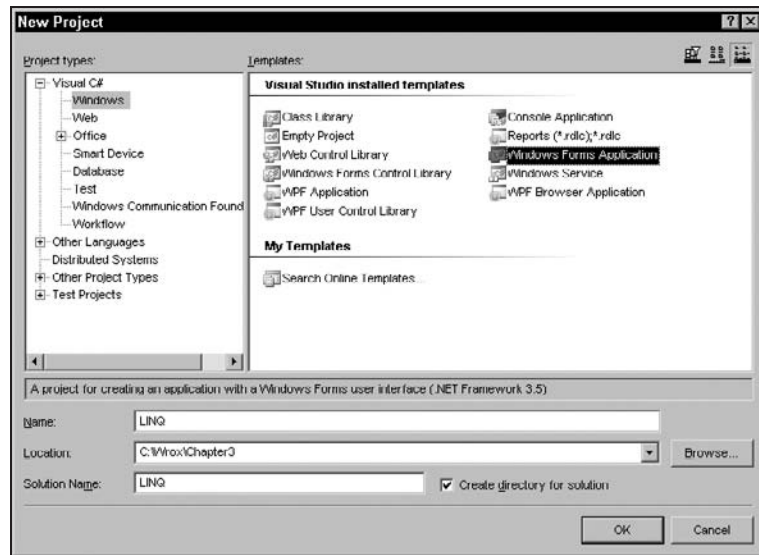 New Project
Project types:
Templates:
Visual C#
Windows
Web
Office
Smart Device
Database
Test
Windows Communication Found
Workflow
Other Languages
Distributed Systems
Other Project Types
Test Projects
Visual Studio installed templates
Class Library
Console Application
Empty Project
Reports (*.rdlc);*.rdlc
Web Control Library
Windows Forms Application
Windows Forms Control Library
Windows Service
WPF Application
WPF Browser Application
WPF User Control Library
My Templates
Search Online Templates...
A project for creating an application with a Windows Forms user interface (.NET Framework 3.5)
Name: LINQ
Location: C:\Wrox\Chapter3 Browse...
Solution Name: LINQ Create directory for solution
OK Cancel